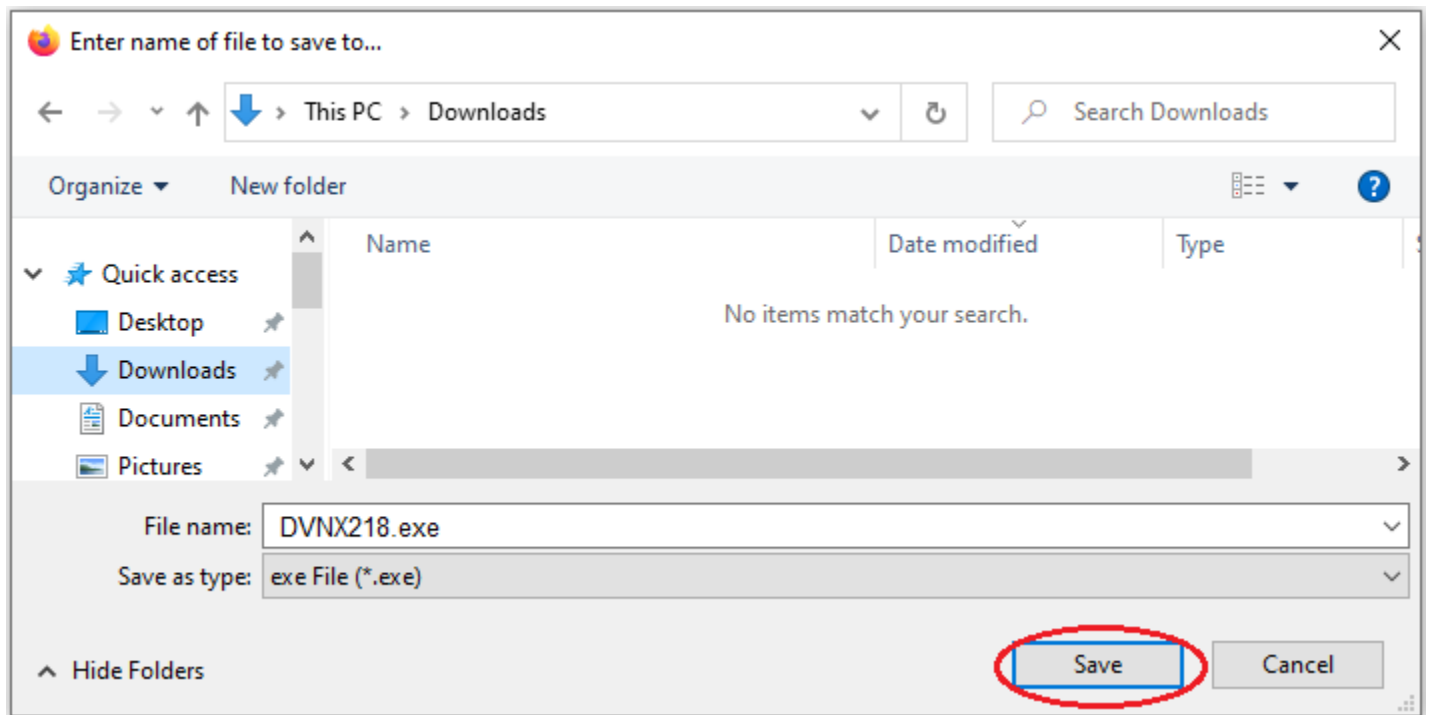 Enter name of file to save to...
This PC > Downloads
Search Downloads
Organize
New folder
?
Name
Date modified
Type
Quick access
Desktop
Downloads
Documents
Pictures
No items match your search.
File name: DVNX218.exe
Save as type: exe File (*.exe)
Hide Folders
Save
Cancel